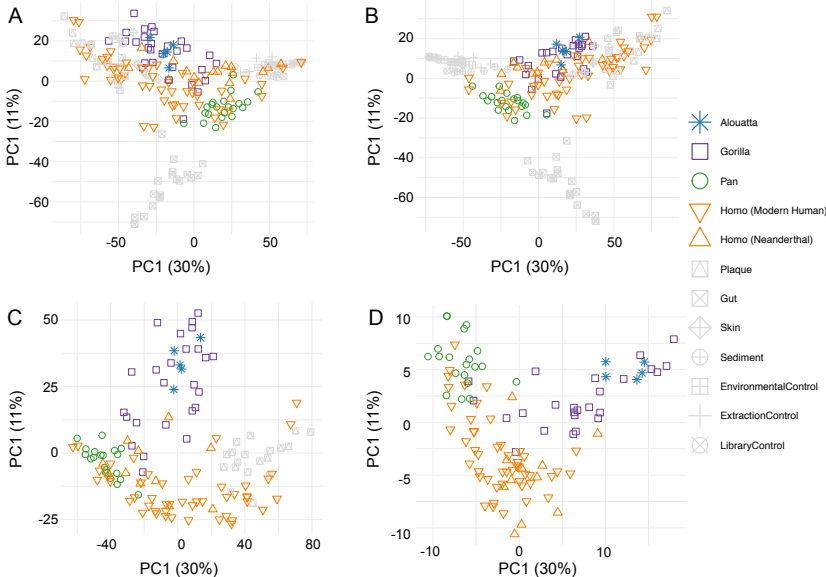 A
20
0
-20
-40
-60
PC1 (11%)
-50
0
50
PC1 (30%)
B
20
0
-20
-40
-60
PC1 (11%)
-50
0
50
PC1 (30%)
Alouatta
Gorilla
Pan
Homo (Modern Human)
Homo (Neanderthal)
Plaque
Gut
Skin
Sediment
EnvironmentalControl
ExtractionControl
LibraryControl
C
50
25
0
-25
PC1 (11%)
-40
0
40
80
PC1 (30%)
D
10
5
0
-5
-10
PC1 (11%)
-10
0
10
PC1 (30%)